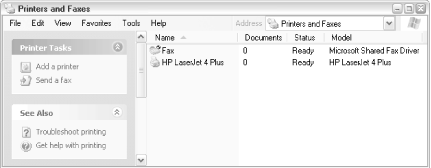 Printers and Faxes
File Edit View Favorites Tools Help Address Printers and Faxes
Printer Tasks
Add a printer
Send a fax
See Also
Troubleshoot printing
Get help with printing
Name Documents Status Model
Fax 0 Ready Microsoft Shared Fax Driver
HP LaserJet 4 Plus 0 Ready HP LaserJet 4 Plus